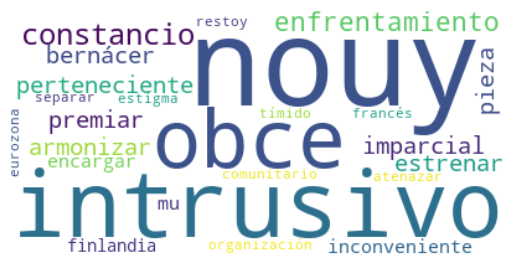 restoy
enfrentamiento
constancio
nouy
bernácer
pieza
perteneciente
separar
estigma
obce
tímido
francés
premiar
eurozona
armonizar
imparcial
encargar
estrenar
intrusivo
comunitario
atenazar
mu
finlandia
organización
inconveniente